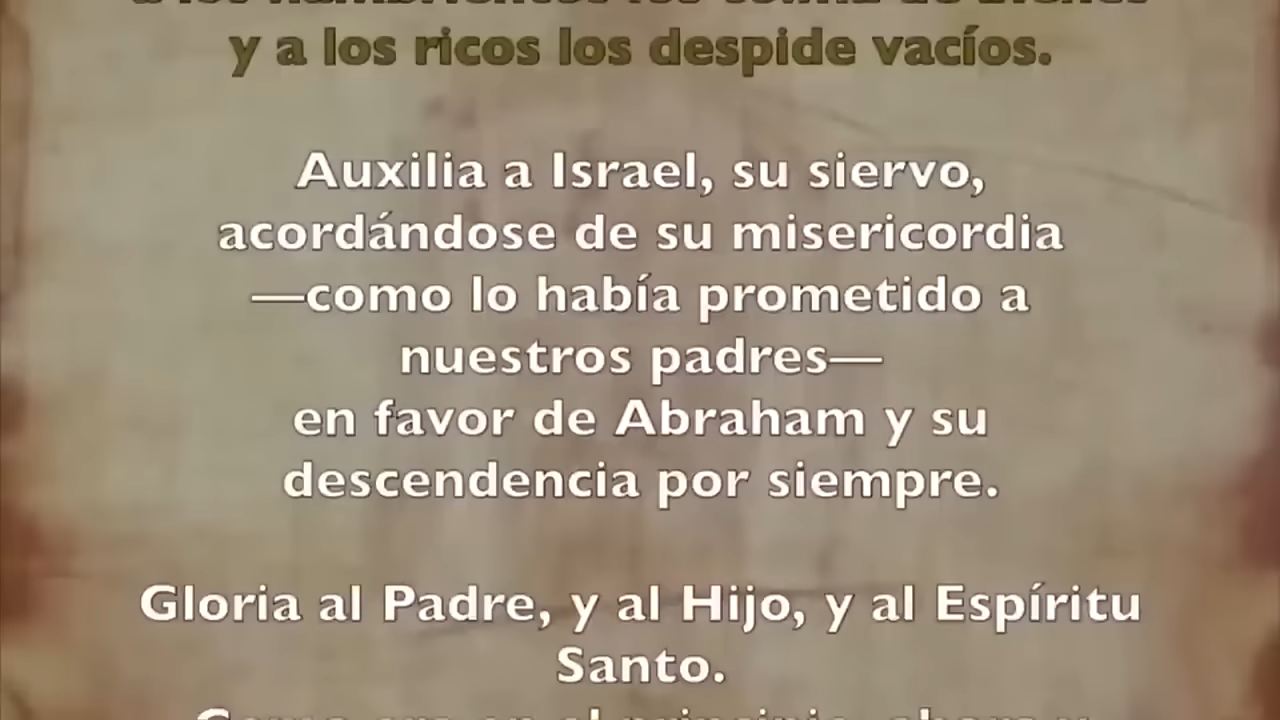 y a los ricos los despide vacíos.
Auxilia a Israel, su siervo,
acordándose de su misericordia
—como lo había prometido a
nuestros padres—
en favor de Abraham y su
descendencia por siempre.
Gloria al Padre, y al Hijo, y al Espíritu
Santo.